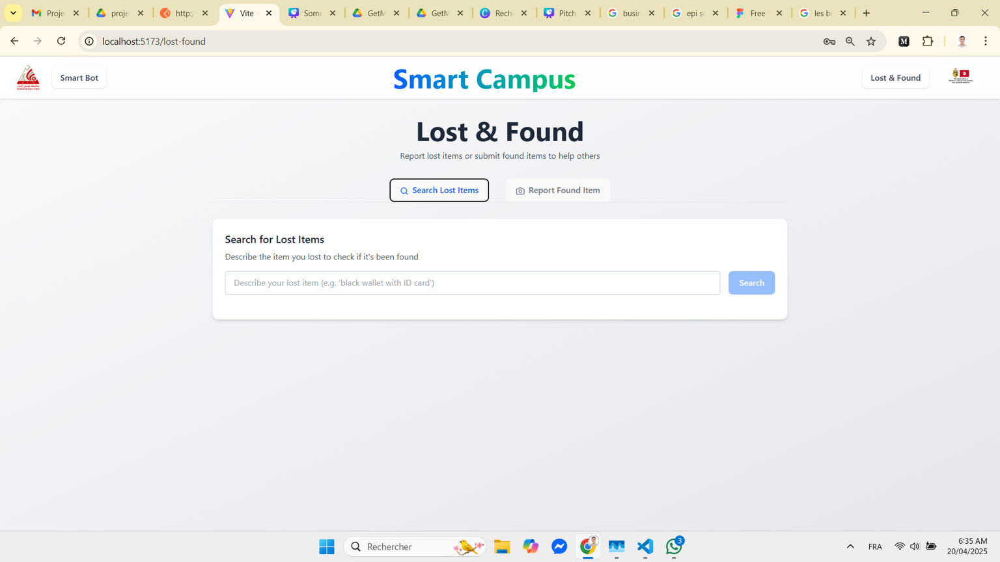 Proje
proje
http:/
Vite
Some
GetM
GetM
Reche
Pitch
busin
epi s
Free
les b
localhost:5173/lost-found
M
Smart Bot
Smart Campus
Lost & Found
Lost & Found
Report lost items or submit found items to help others
Search Lost Items
Report Found Item
Search for Lost Items
Describe the item you lost to check if it's been found
Describe your lost item (e.g. 'black wallet with ID card')
Search
Rechercher
3
FRA
6:35 AM
20/04/2025